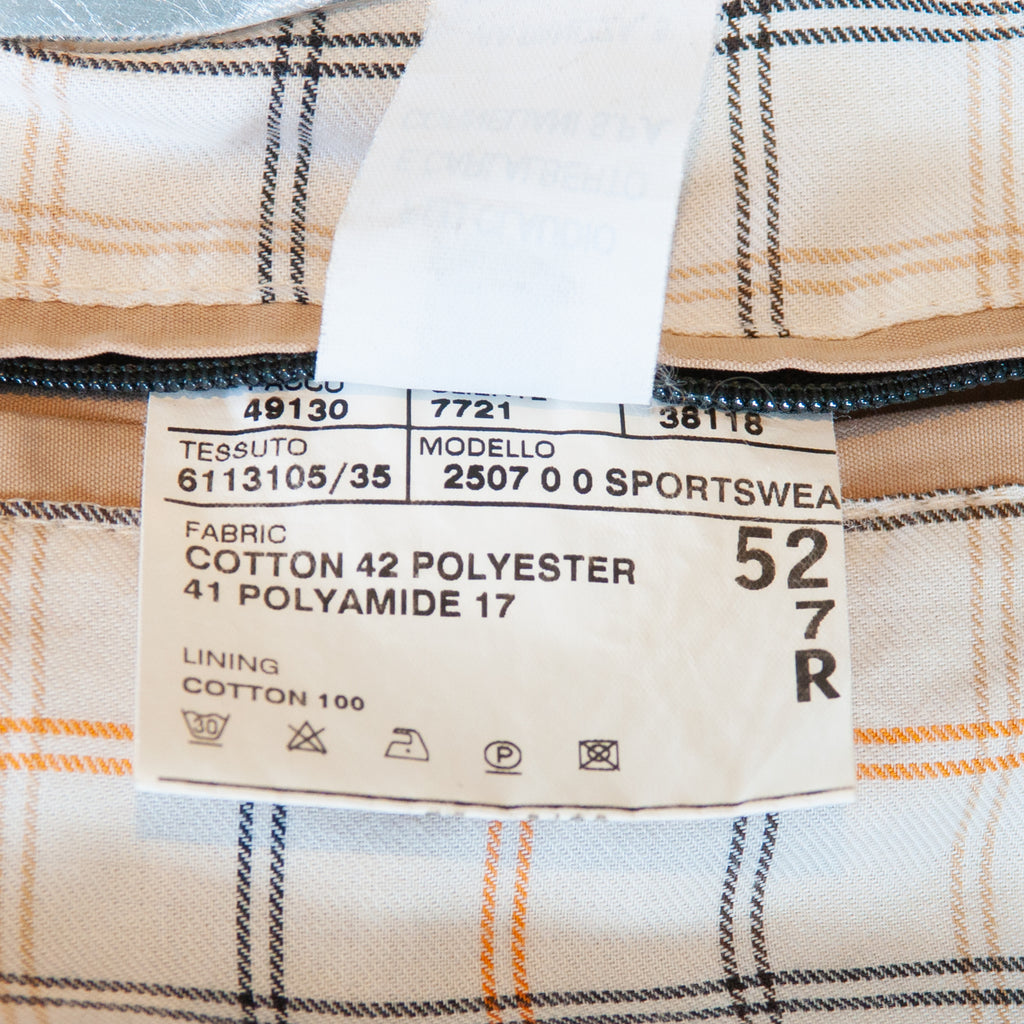 49130 7721 38118
TESSUTO MODELLO
6113105/35 2507 0 0 SPORTSWEA
FABRIC
COTTON 42 POLYESTER
41 POLYAMIDE 17
52
7
R
LINING
COTTON 100
30
P